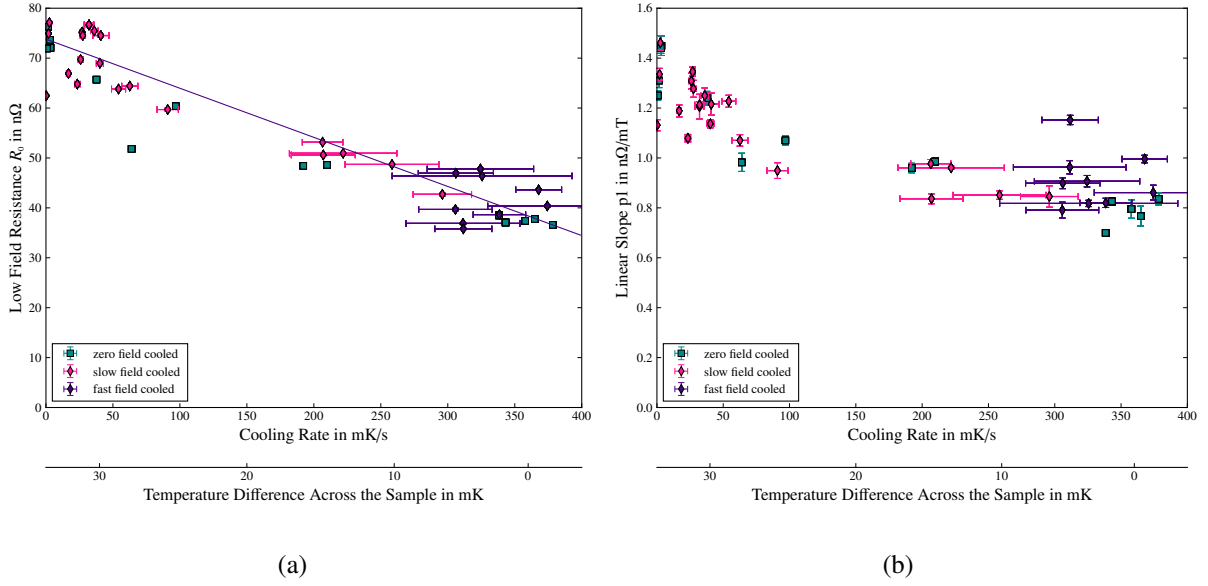 80
70
60
50
40
30
20
10
0
Low Field Resistance R₀ in nΩ
zero field cooled
slow field cooled
fast field cooled
0 50 100 150 200 250 300 350 400
Cooling Rate in mK/s
30 20 10 0
Temperature Difference Across the Sample in mK
(a)
1.6
1.4
1.2
1.0
0.8
0.6
0.4
0.2
0.0
Linear Slope p1 in nΩ/mT
zero field cooled
slow field cooled
fast field cooled
0 50 100 150 200 250 300 350 400
Cooling Rate in mK/s
30 20 10 0
Temperature Difference Across the Sample in mK
(b)